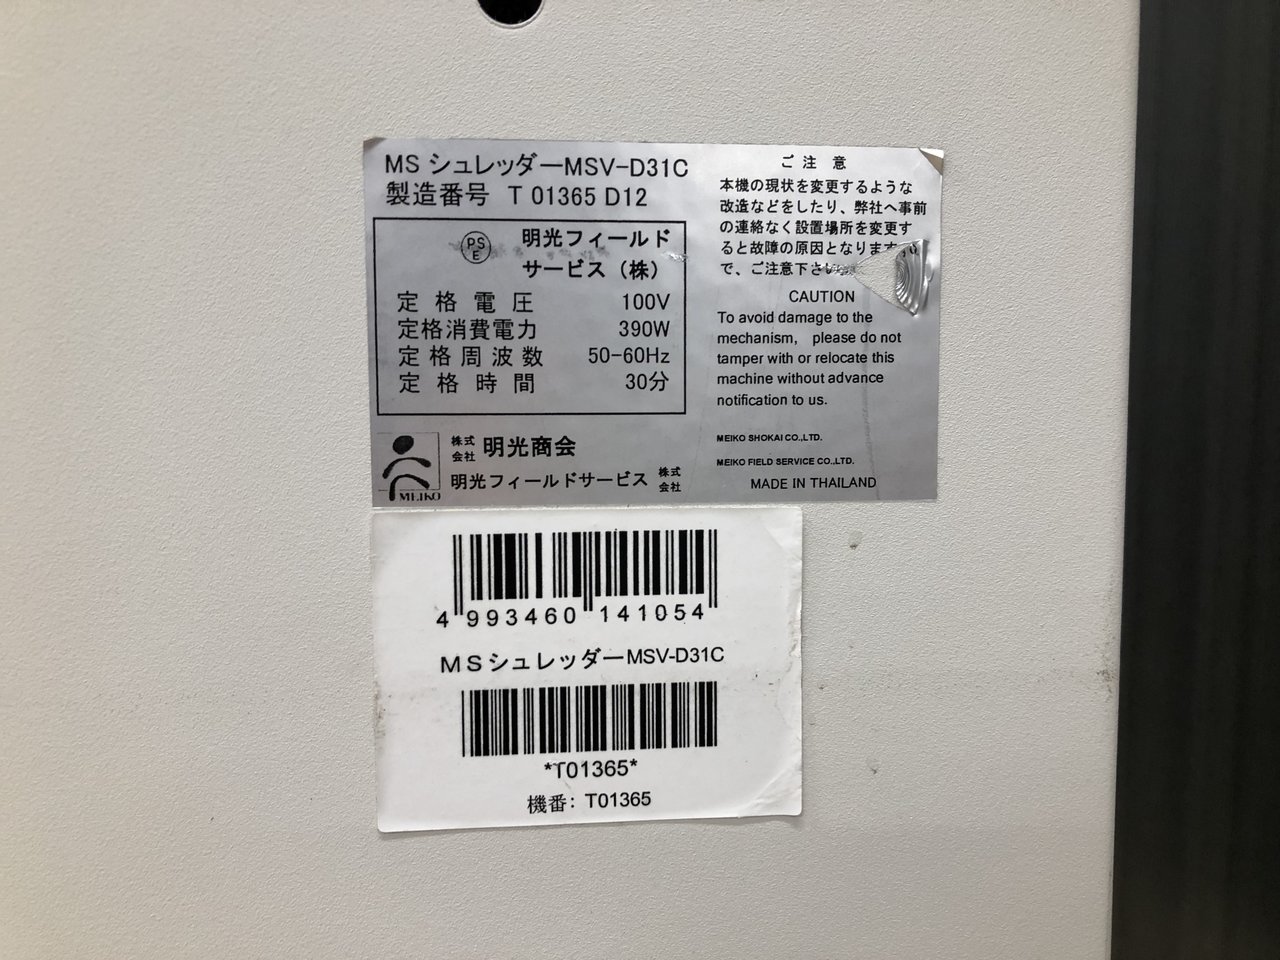 MS シュレッダーMSV-D31C
製造番号 T 01365 D12
PS
E
明光フィールド
サービス（株）
定格電圧 100V
定格消費電力 390W
定格周波数 50-60Hz
定格時間 30分
MEIKO
株式会社 明光商会
明光フィールドサービス 株式会社
ご注意
本機の現状を変更するような
改造などをしたり、弊社へ事前
の連絡なく設置場所を変更す
ると故障の原因となります
で、ご注意下さい
CAUTION
To avoid damage to the
mechanism, please do not
tamper with or relocate this
machine without advance
notification to us.
MEIKO SHOKAI CO.,LTD.
MEIKO FIELD SERVICE CO.,LTD.
MADE IN THAILAND
4 993460 141054
MSシュレッダーMSV-D31C
*T01365*
機番: T01365